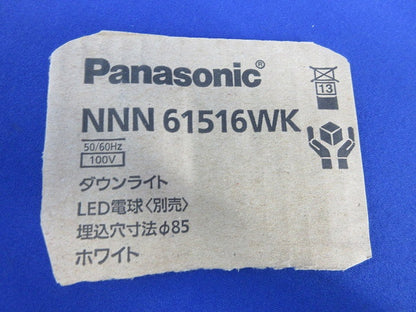 Panasonic®
13
NNN 61516WK
50/60Hz
100V
ダウンライト
LED電球〈別売〉
埋込穴寸法φ85
ホワイト